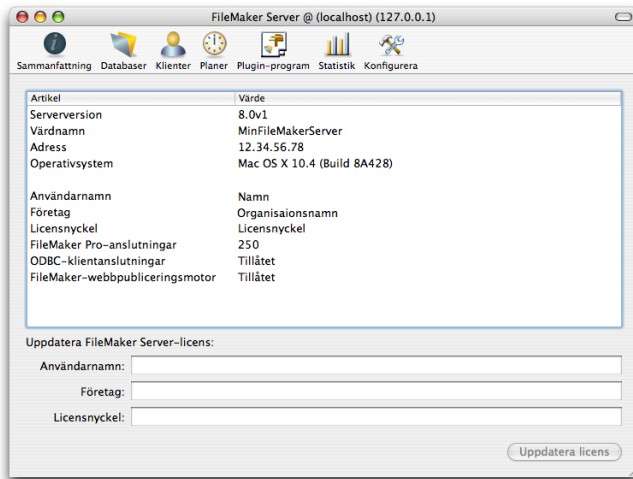 FileMaker Server @ (localhost) (127.0.0.1)
Sammanfattning Databaser Klienter Planer Plugin-program Statistik Konfigurera
Artikel Värde
Serverversion 8.0v1
Värdnamn MinFileMakerServer
Adress 12.34.56.78
Operativsystem Mac OS X 10.4 (Build 8A428)
Användarnamn Namn
Företag Organisaionsnamn
Licensnyckel Licensnyckel
FileMaker Pro-anslutningar 250
ODBC-klientanslutningar Tillåtet
FileMaker-webbpubliceringsmotor Tillåtet
Uppdatera FileMaker Server-licens:
Användarnamn:
Företag:
Licensnyckel:
Uppdatera licens